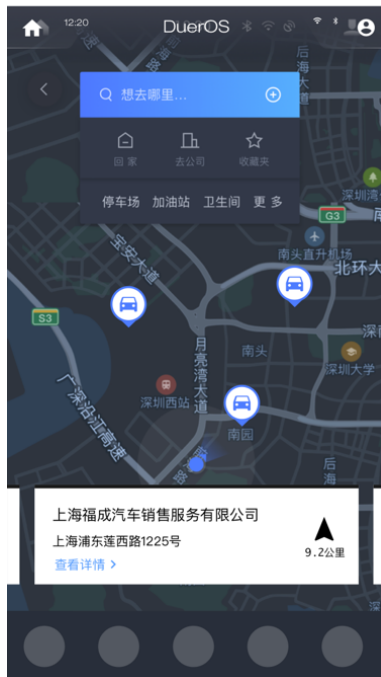 12:20
DuerOS
后海大道
想去哪里...
回家
去公司
收藏夹
停车场 加油站 卫生间 更多
深圳湾
G3
南头直升机场
宝安大道
北环大
S3
月亮湾大道
深
南头
深圳大学
深圳西站
广深沿江高速
南园
后海
上海福成汽车销售服务有限公司
上海浦东莲西路1225号
查看详情 >
9.2公里
深